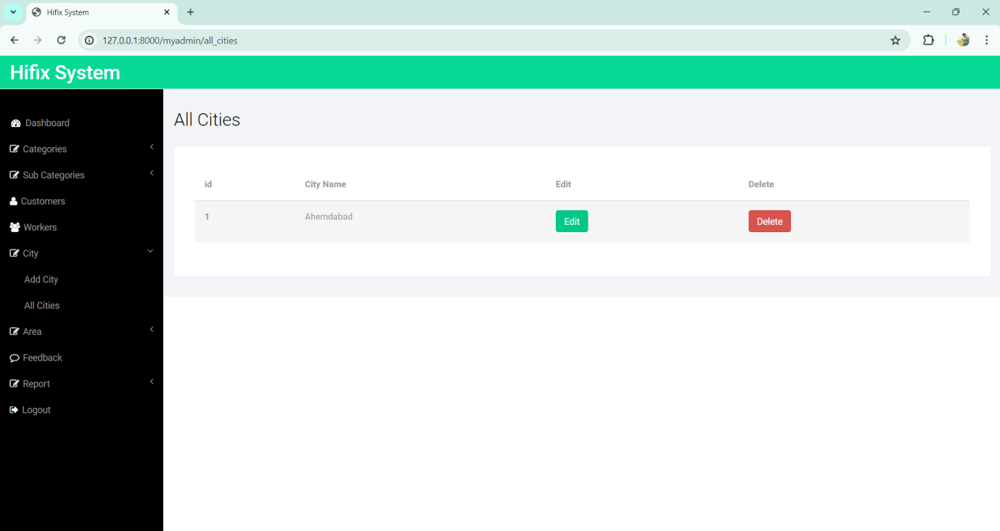 Hifix System
127.0.0.1:8000/myadmin/all_cities
Hifix System
Dashboard
Categories
Sub Categories
Customers
Workers
City
Add City
All Cities
Area
Feedback
Report
Logout
All Cities
id City Name Edit Delete
1 Ahemdabad Edit Delete